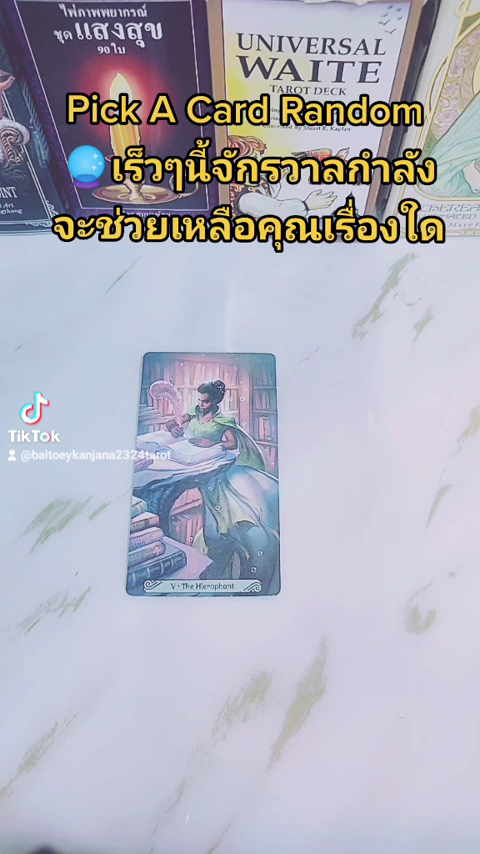 ไพ่ภาพพยากรณ์
ชุด แสงสุข
90 ใบ
UNIVERSAL
WAITE
TAROT DECK
Pick A Card Random
🔮เร็วๆนี้จักรวาลกำลัง
จะช่วยเหลือคุณเรื่องใด
TikTok
@baitoeykanjana2324tarot
V • The Hierophant